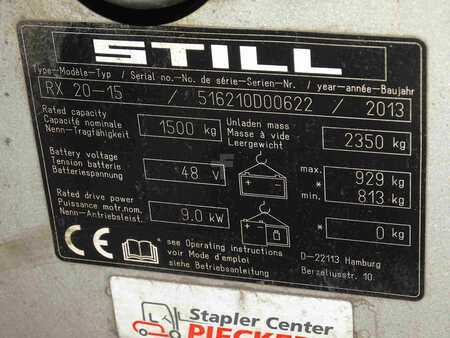 STILL
Type-Modèle-Typ / Serial no.-No. de série-Serien-Nr. / year-année-Baujahr
RX 20-15 / 516210D00622 / 2013
Rated capacity
Capacité nominale
Nenn-Tragfähigkeit
1500 kg
Unladen mass
Masse à vide
Leergewicht
2350 kg
Battery voltage
Tension batterie
Batteriespannung
48 V
max. 929 kg
*
min. 813 kg
Rated drive power
Puissance motr.nom.
Nenn-Antriebsleist.
9.0 kW
* 0 kg
CE
* see Operating instructions
voir Mode d'emploi
siehe Betriebsanleitung
D-22113 Hamburg
Berzeliusstr. 10
Stapler Center